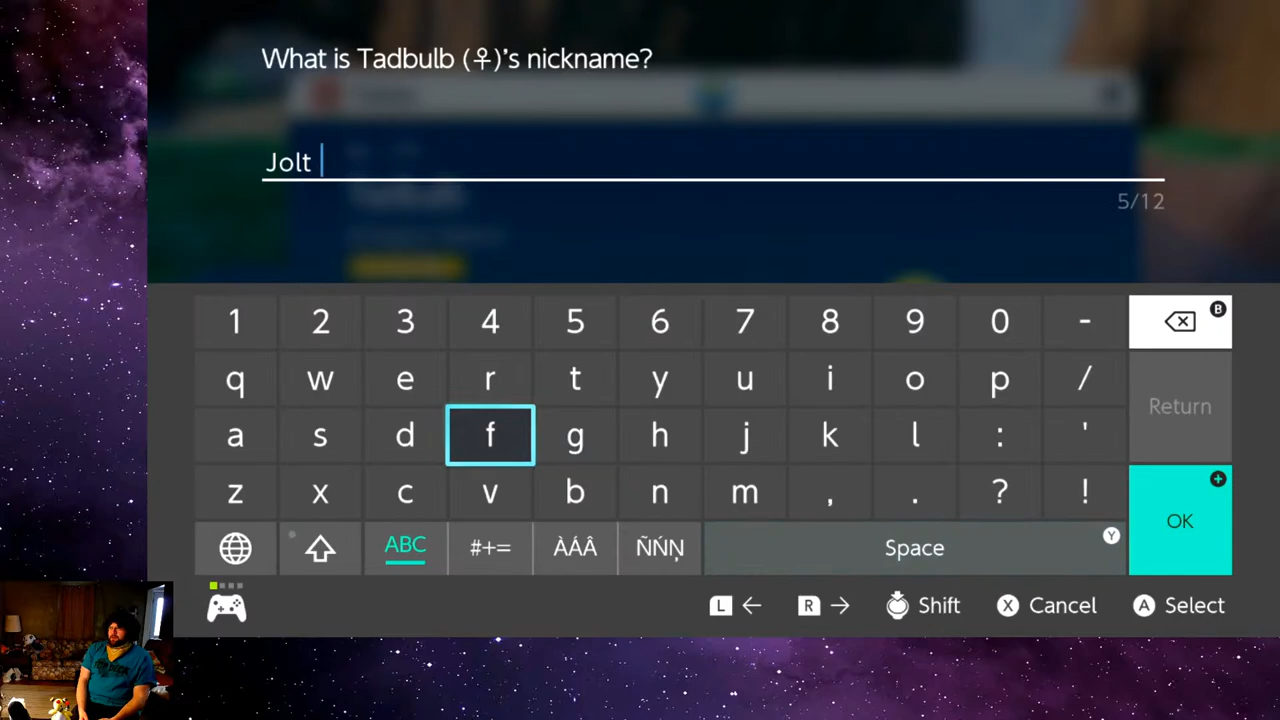 What is Tadbulb (♀)'s nickname?
Jolt
5/12
1 2 3 4 5 6 7 8 9 0 - B
q w e r t y u i o p /
Return
a s d f g h j k l : '
z x c v b n m , . ? ! +
OK
ABC #+= ÀÁÂ ÑŃŅ Space Y
L ← R → Shift X Cancel A Select